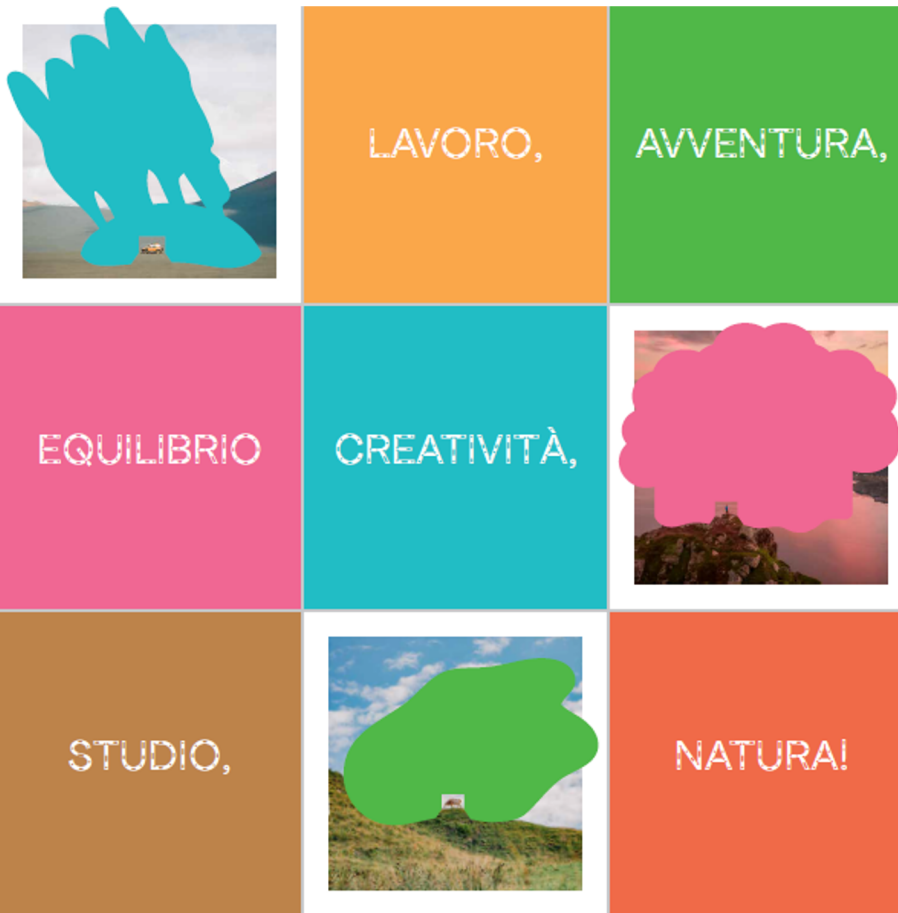 LAVORO,
AVVENTURA,
EQUILIBRIO
CREATIVITÀ,
STUDIO,
NATURA!